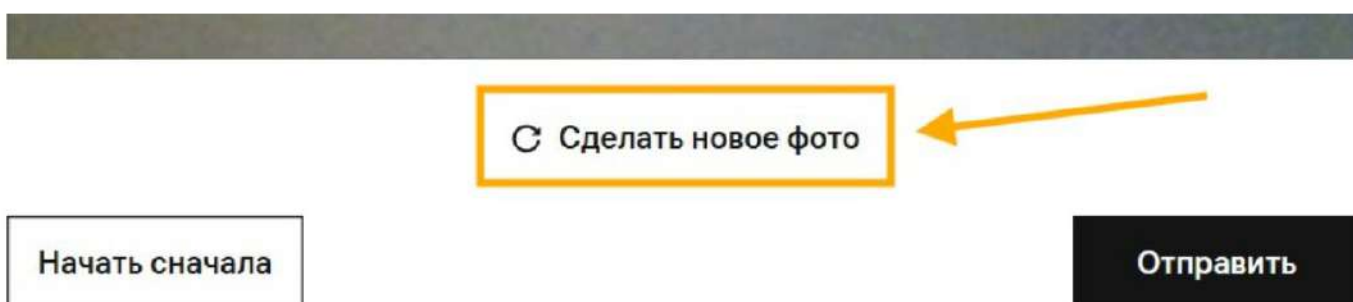 Сделать новое фото
Начать сначала
Отправить